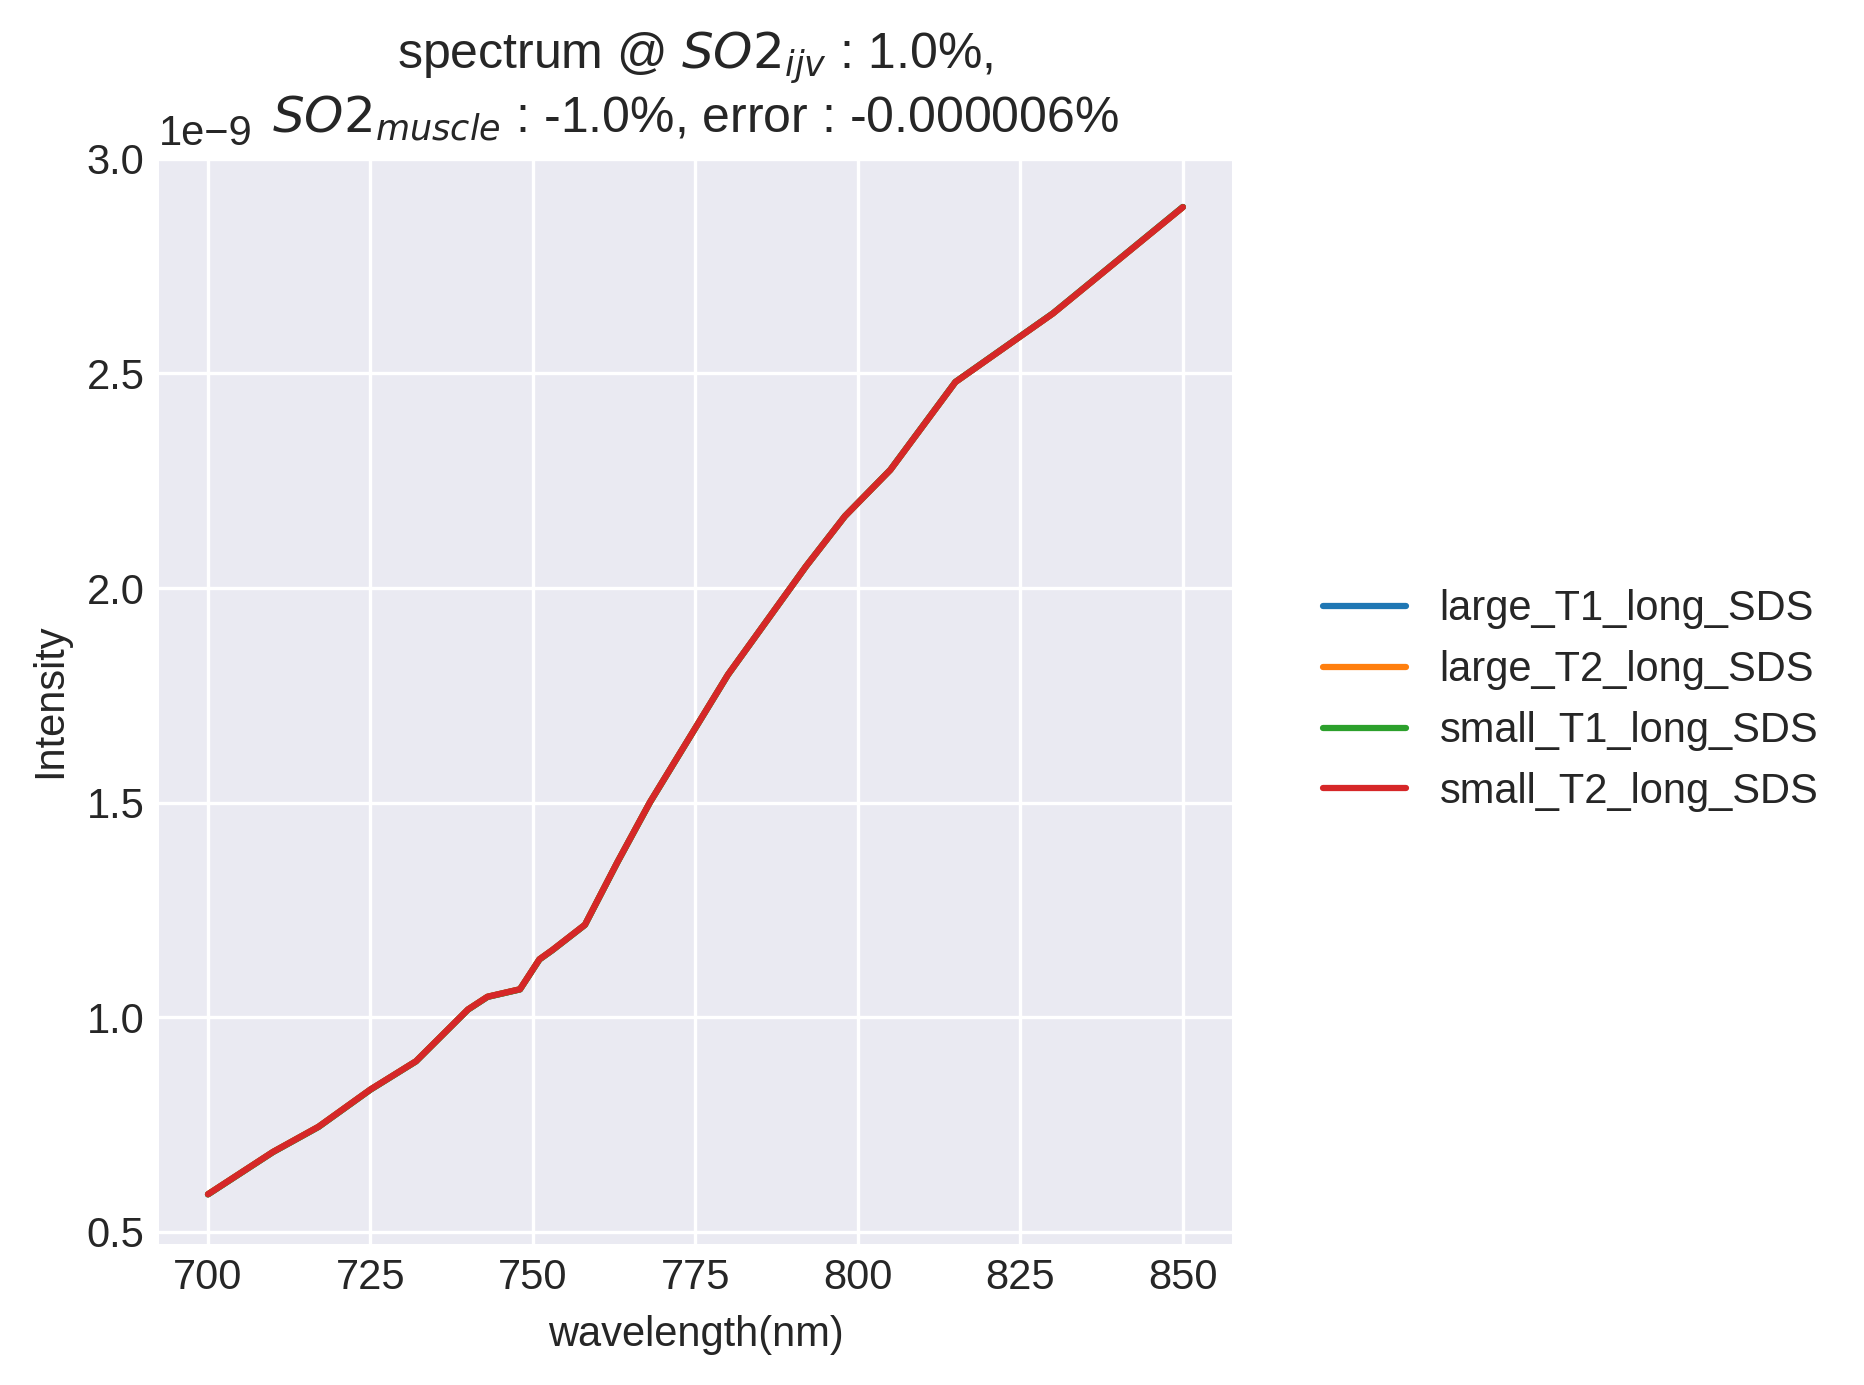 spectrum @ SO2ijv : 1.0%,
SO2muscle : -1.0%, error : -0.000006%
1e−9
3.0
2.5
2.0
1.5
1.0
0.5
Intensity
700 725 750 775 800 825 850
wavelength(nm)
large_T1_long_SDS
large_T2_long_SDS
small_T1_long_SDS
small_T2_long_SDS